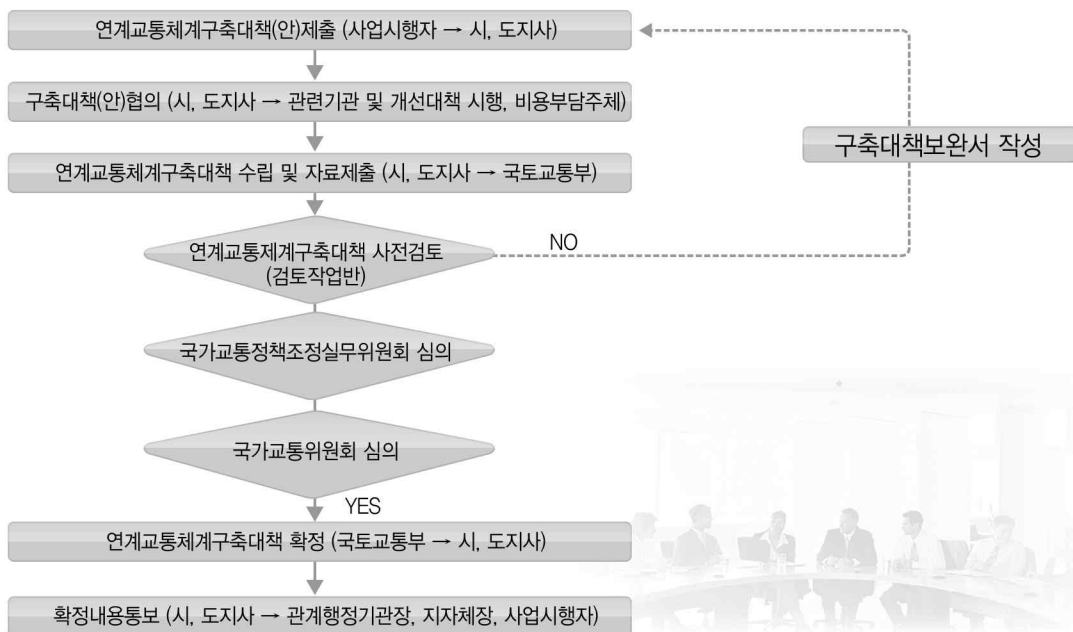 연계교통체계구축대책(안)제출 (사업시행자 → 시, 도지사)
구축대책(안)협의 (시, 도지사 → 관련기관 및 개선대책 시행, 비용부담주체)
구축대책보완서 작성
연계교통체계구축대책 수립 및 자료제출 (시, 도지사 → 국토교통부)
연계교통제계구축대책 사전검토
(검토작업반)
NO
국가교통정책조정실무위원회 심의
국가교통위원회 심의
YES
연계교통체계구축대책 확정 (국토교통부 → 시, 도지사)
확정내용통보 (시, 도지사 → 관계행정기관장, 지자체장, 사업시행자)